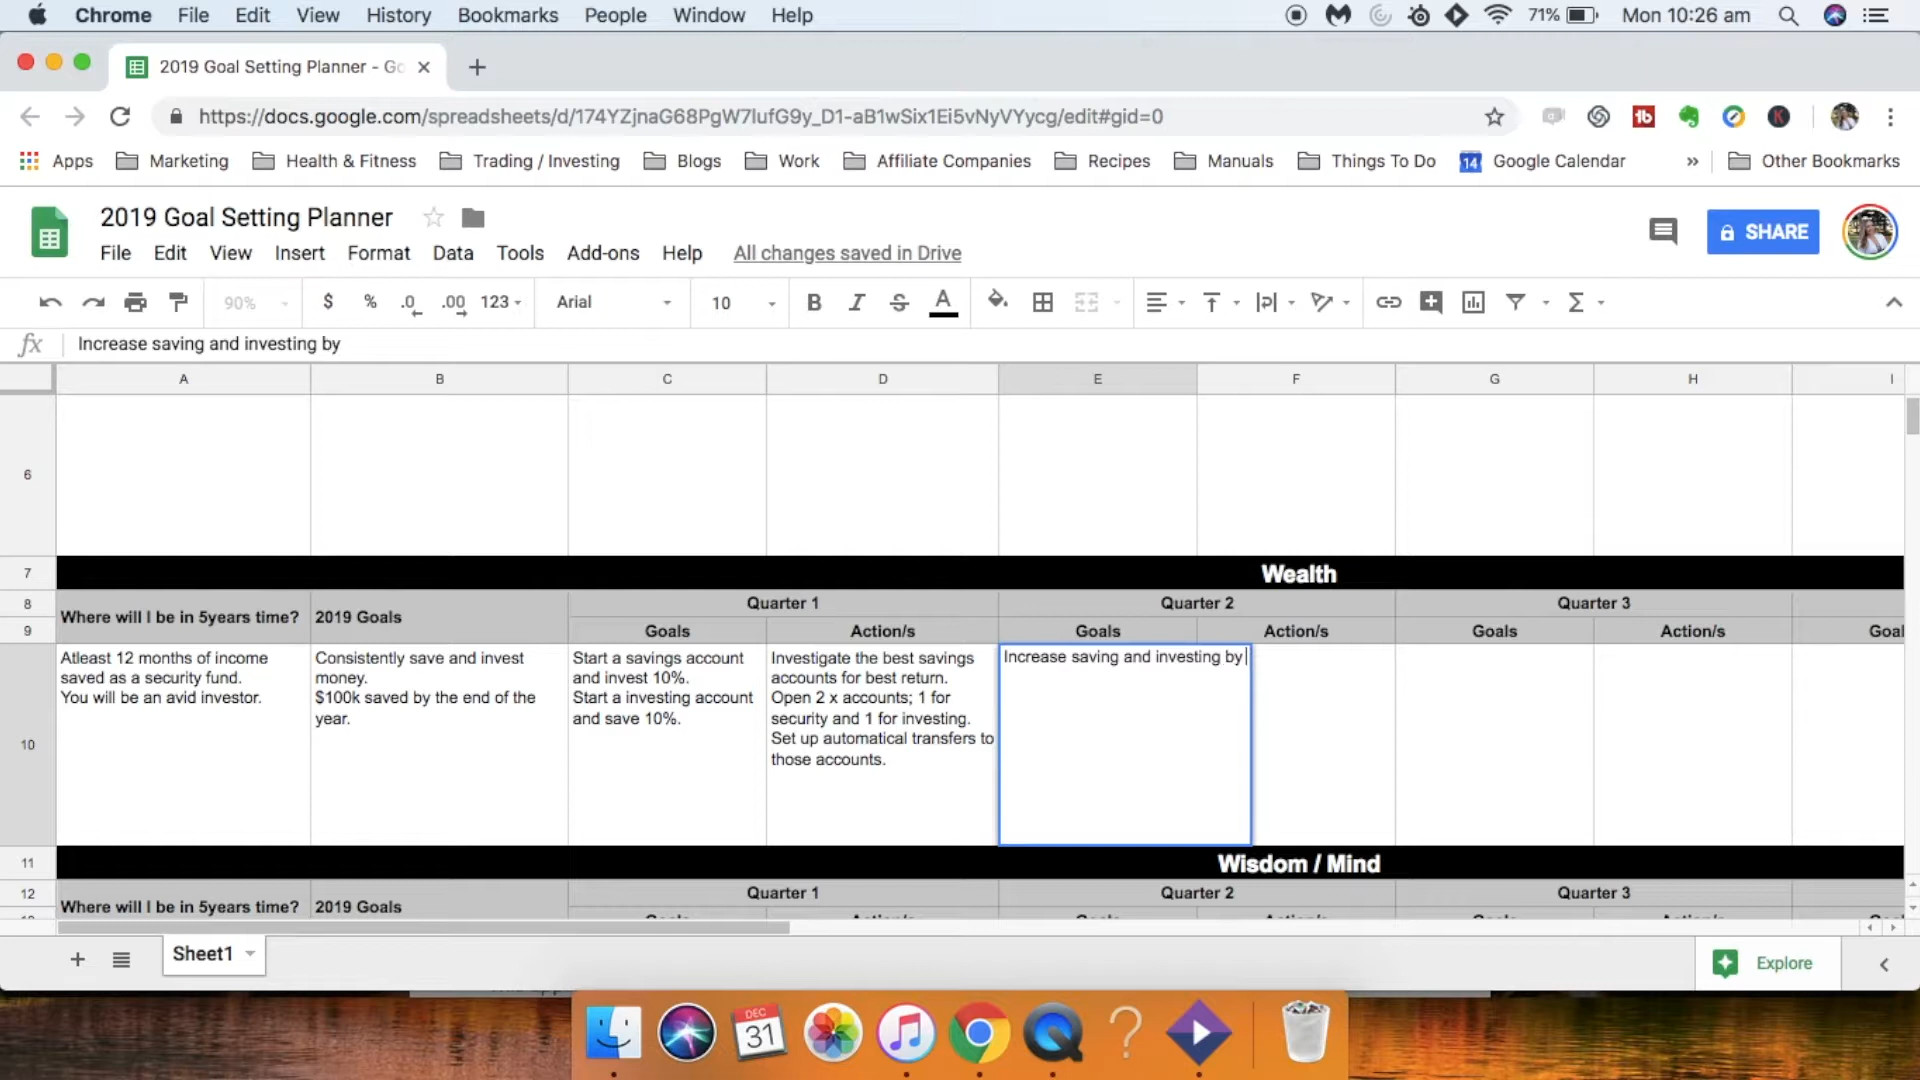 Chrome File Edit View History Bookmarks People Window Help 71% Mon 10:26 am
2019 Goal Setting Planner - Go
https://docs.google.com/spreadsheets/d/174YZjnaG68PgW7lufG9y_D1-aB1wSix1Ei5vNyVYycg/edit#gid=0
Apps Marketing Health & Fitness Trading / Investing Blogs Work Affiliate Companies Recipes Manuals Things To Do 14 Google Calendar » Other Bookmarks
2019 Goal Setting Planner
SHARE
File Edit View Insert Format Data Tools Add-ons Help All changes saved in Drive
90% $ % .0 .00 123 Arial 10 B I S A
fx Increase saving and investing by
A B C D E F G H I
6
7 Wealth
8 Quarter 1 Quarter 2 Quarter 3
Where will I be in 5years time? 2019 Goals
9 Goals Action/s Goals Action/s Goals Action/s Goal
10
Atleast 12 months of income
saved as a security fund.
You will be an avid investor.
Consistently save and invest
money.
$100k saved by the end of the
year.
Start a savings account
and invest 10%.
Start a investing account
and save 10%.
Investigate the best savings
accounts for best return.
Open 2 x accounts; 1 for
security and 1 for investing.
Set up automatical transfers to
those accounts.
Increase saving and investing by
11 Wisdom / Mind
12 Quarter 1 Quarter 2 Quarter 3
Where will I be in 5years time? 2019 Goals
Sheet1
Explore
DEC
31